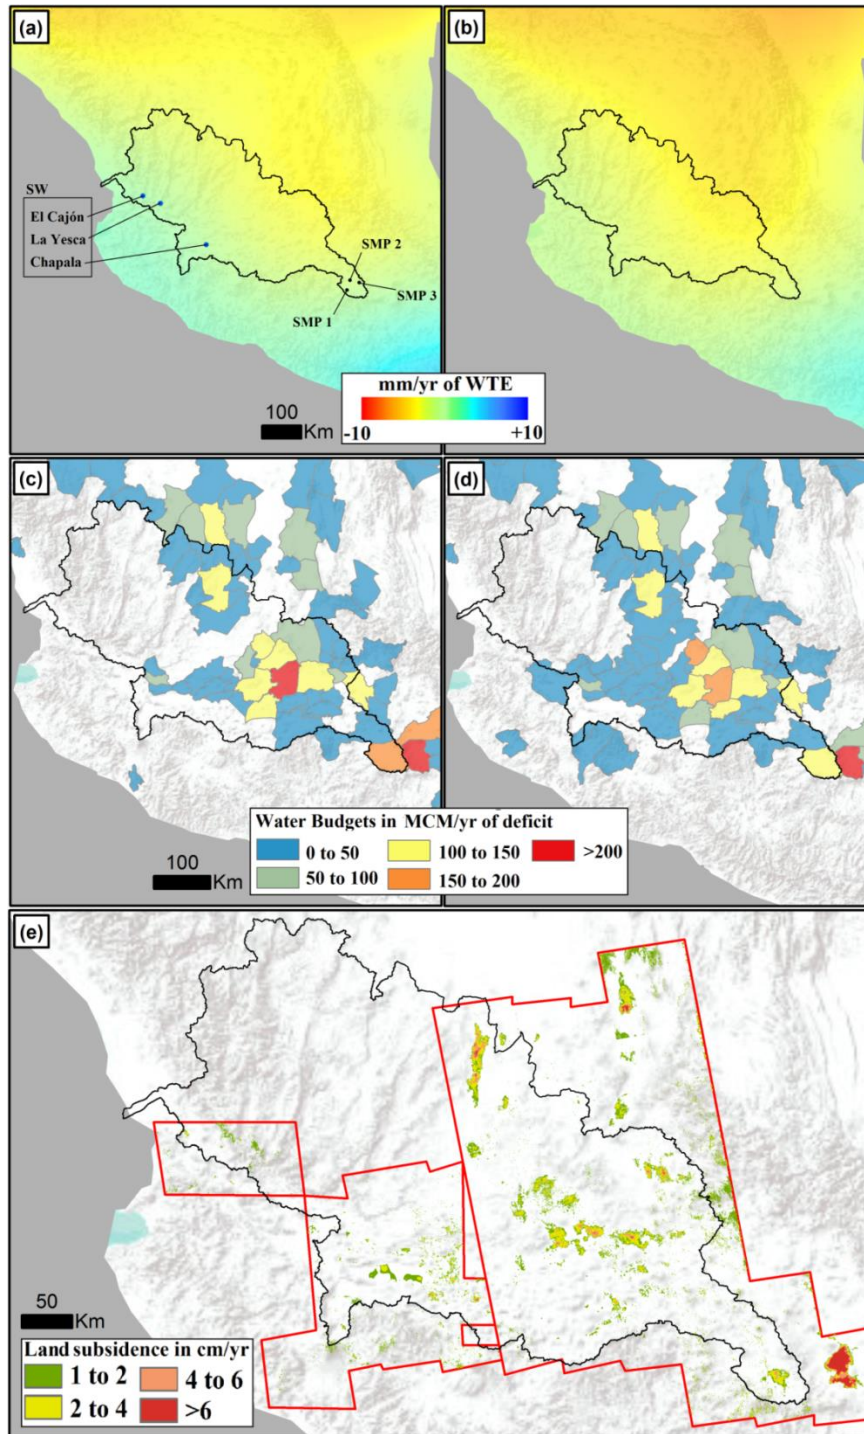 (a)
(b)
SW
El Cajón
La Yesca
Chapala
SMP 2
SMP 3
SMP 1
100
Km
mm/yr of WTE
-10
+10
(c)
(d)
Water Budgets in MCM/yr of deficit
0 to 50
100 to 150
>200
50 to 100
150 to 200
100
Km
(e)
50
Km
Land subsidence in cm/yr
1 to 2
4 to 6
2 to 4
>6